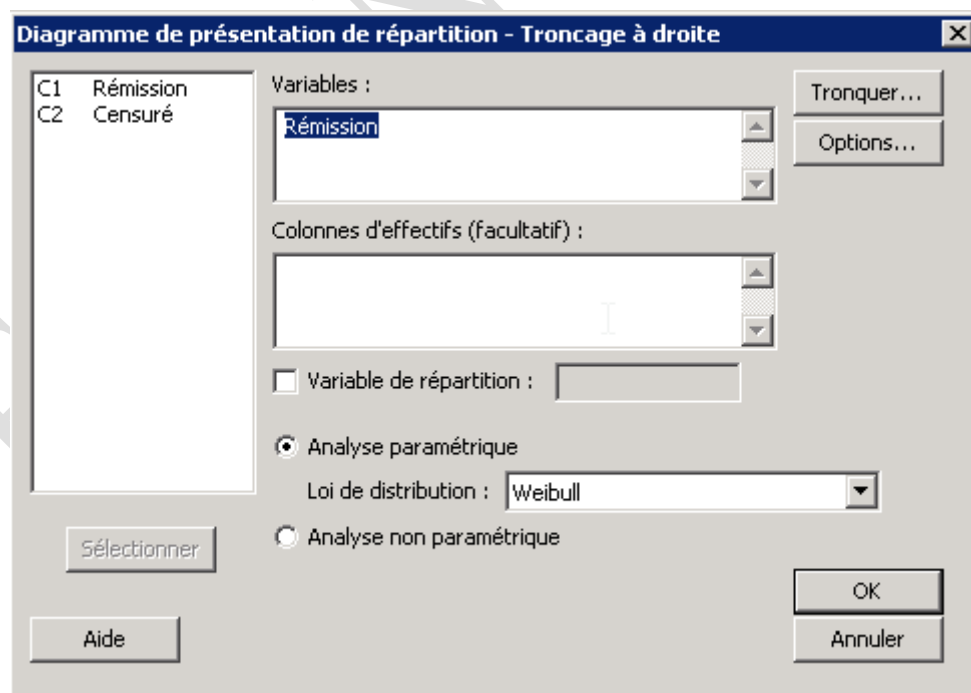 Diagramme de présentation de répartition - Troncage à droite
C1 Rémission
C2 Censuré
Variables :
Rémission
Tronquer...
Options...
Colonnes d'effectifs (facultatif) :
Variable de répartition :
Analyse paramétrique
Loi de distribution : Weibull
Analyse non paramétrique
Sélectionner
OK
Aide
Annuler